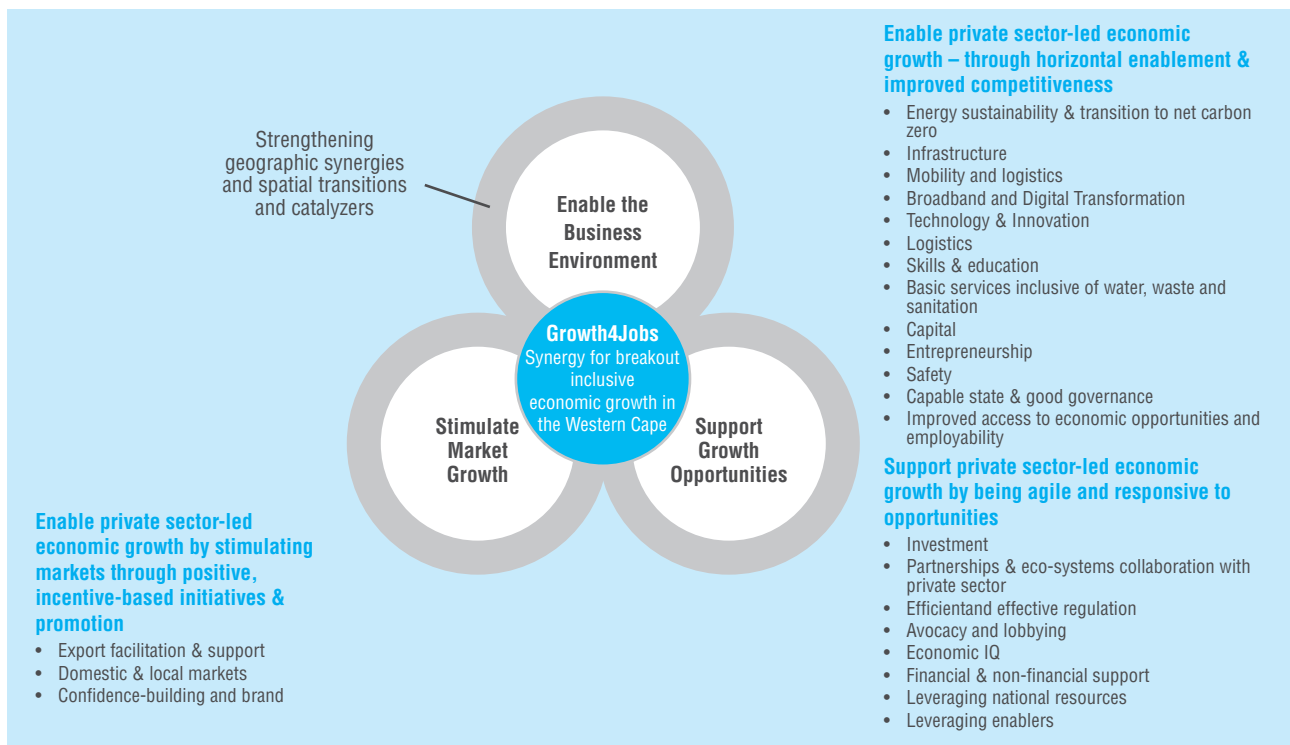 Strengthening
geographic synergies
and spatial transitions
and catalyzers
Enable the
Business
Environment
Growth4Jobs
Synergy for breakout
inclusive
economic growth in
the Western Cape
Stimulate
Market
Growth
Support
Growth
Opportunities
Enable private sector-led
economic growth by stimulating
markets through positive,
incentive-based initiatives &
promotion
• Export facilitation & support
• Domestic & local markets
• Confidence-building and brand
Enable private sector-led economic
growth – through horizontal enablement &
improved competitiveness
• Energy sustainability & transition to net carbon
zero
• Infrastructure
• Mobility and logistics
• Broadband and Digital Transformation
• Technology & Innovation
• Logistics
• Skills & education
• Basic services inclusive of water, waste and
sanitation
• Capital
• Entrepreneurship
• Safety
• Capable state & good governance
• Improved access to economic opportunities and
employability
Support private sector-led economic
growth by being agile and responsive to
opportunities
• Investment
• Partnerships & eco-systems collaboration with
private sector
• Efficientand effective regulation
• Avocacy and lobbying
• Economic IQ
• Financial & non-financial support
• Leveraging national resources
• Leveraging enablers